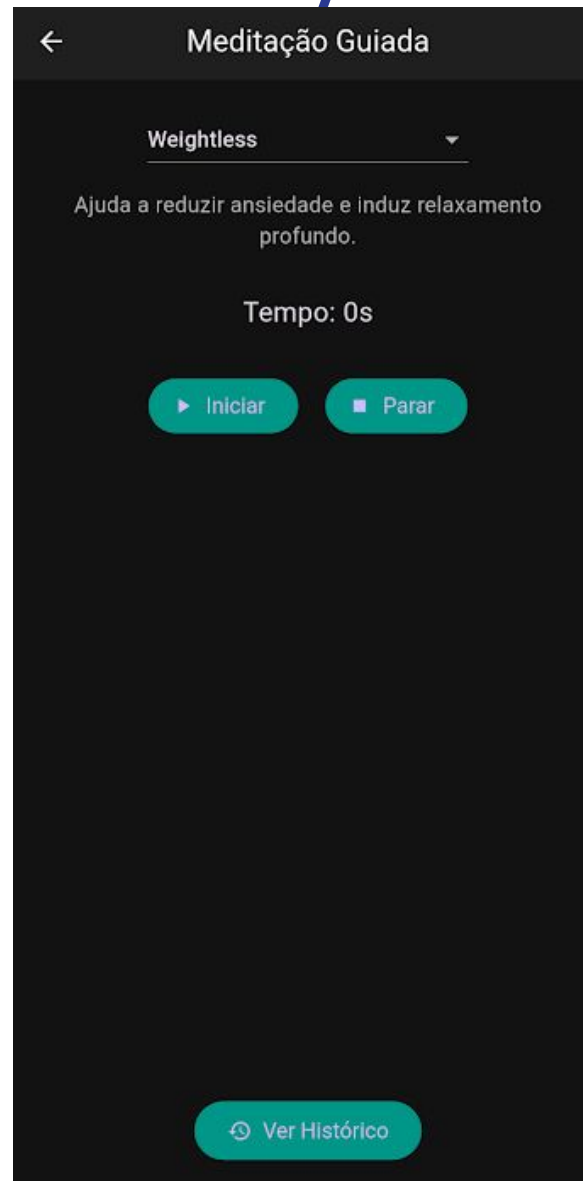 Meditação Guiada
Weightless
Ajuda a reduzir ansiedade e induz relaxamento
profundo.
Tempo: 0s
Iniciar
Parar
Ver Histórico